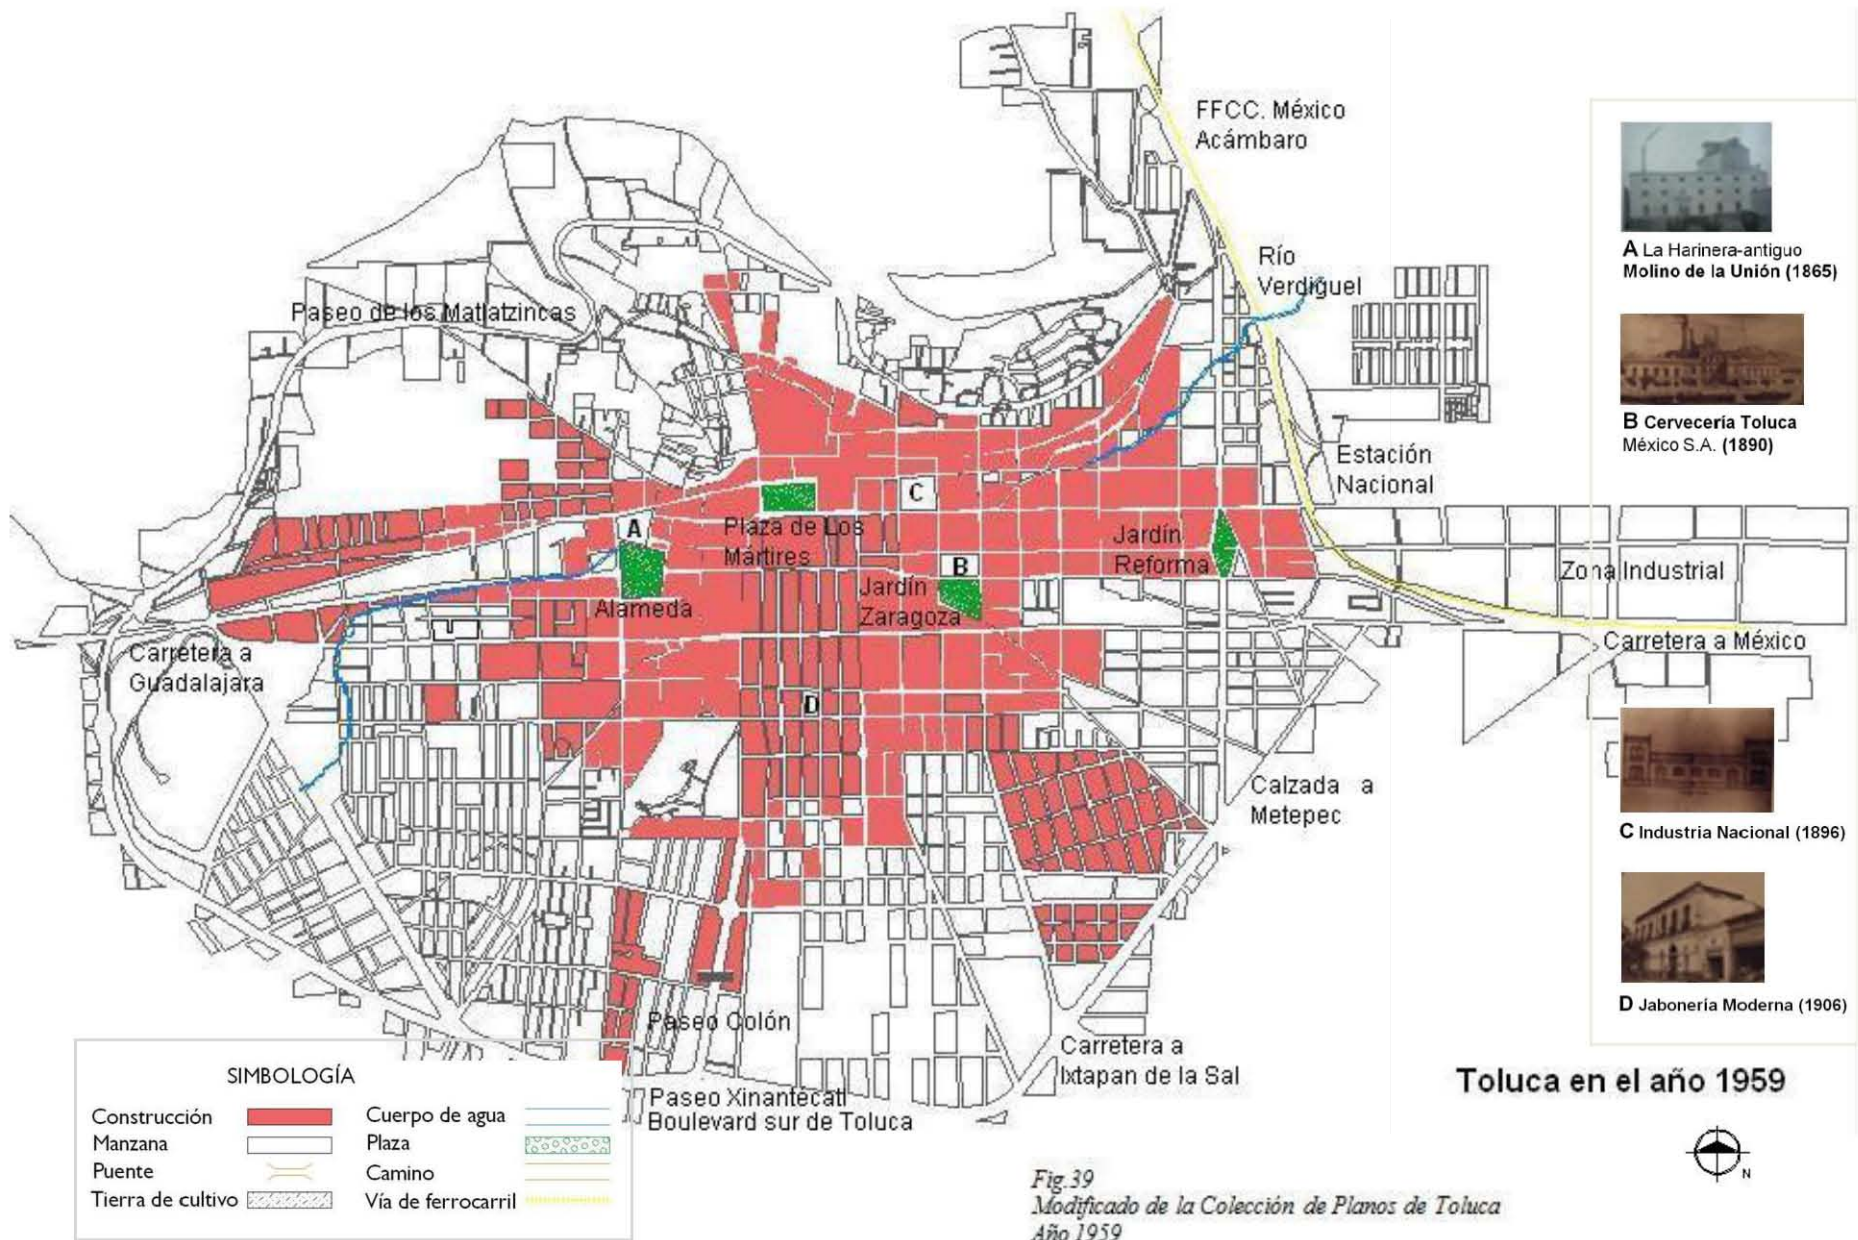 FFCC. México
Acámbaro
Río
Verdiguel
Paseo de los Matlatzincas
Estación
Nacional
C
A
Plaza de Los
Mártires
Jardín
Reforma
B
Jardín
Zaragoza
Alameda
Zona Industrial
Carretera a México
Carretera a
Guadalajara
D
Calzada a
Metepec
Paseo Colón
Carretera a
Ixtapan de la Sal
Paseo Xinantecatl
Boulevard sur de Toluca
A La Harinera-antiguo
Molino de la Unión (1865)
B Cervecería Toluca
México S.A. (1890)
C Industria Nacional (1896)
D Jabonería Moderna (1906)
Toluca en el año 1959
N
SIMBOLOGÍA
Construcción
Manzana
Puente
Tierra de cultivo
Cuerpo de agua
Plaza
Camino
Vía de ferrocarril
Fig.39
Modificado de la Colección de Planos de Toluca
Año 1959